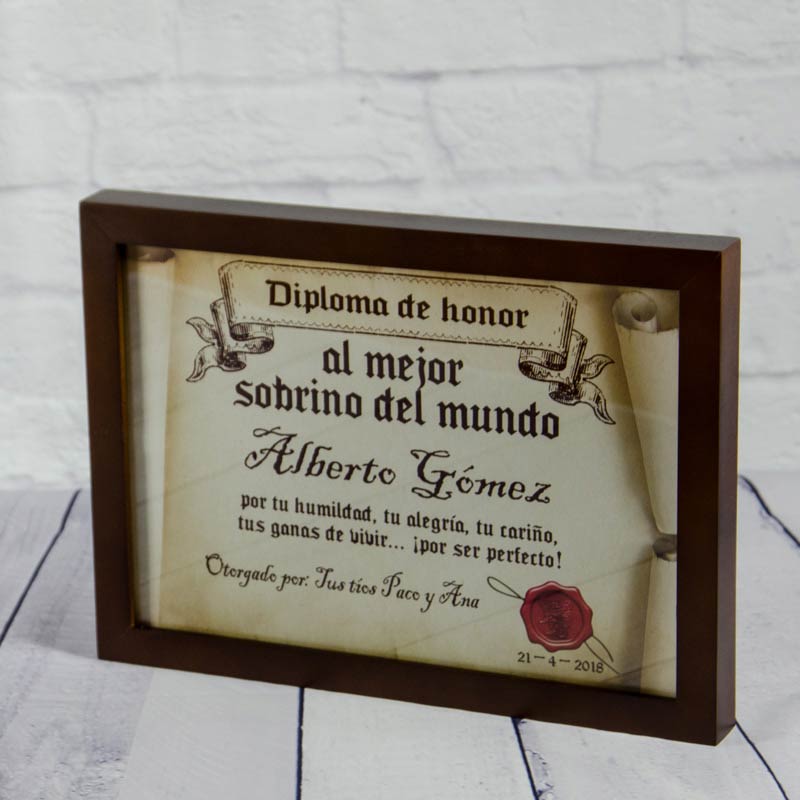 Diploma de honor
al mejor
sobrino del mundo
Alberto Gómez
por tu humildad, tu alegría, tu cariño,
tus ganas de vivir... ¡por ser perfecto!
Otorgado por: Tus tíos Paco y Ana
21-4-2018